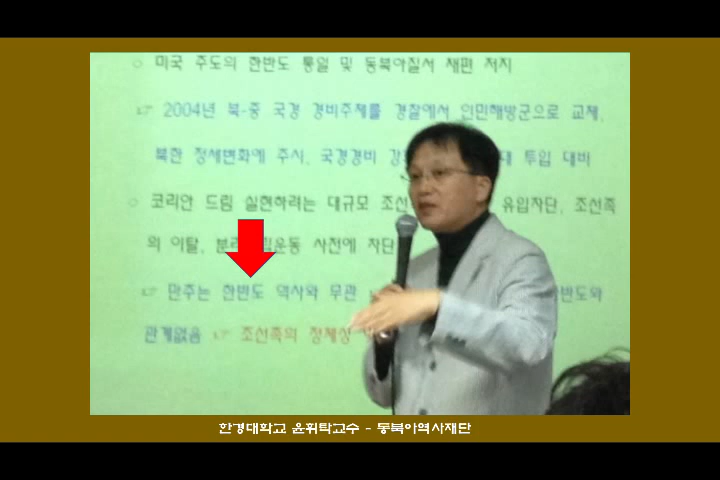 ○ 미국 주도의 한반도 통일 및 동북아질서 재편 저지
☞ 2004년 북-중 국경 경비주체를 경찰에서 인민해방군으로 교체,
북한 정세변화에 주시, 국경경비 투입 대비
○ 코리안 드림 실현하려는 대규모 조선 유입차단, 조선족
의 이탈, 사전에 차단
☞ 만주는 한반도 역사와 무관
관계없음 ☞ 조선족의 정체성
한경대학교 윤휘탁교수 - 동북아역사재단